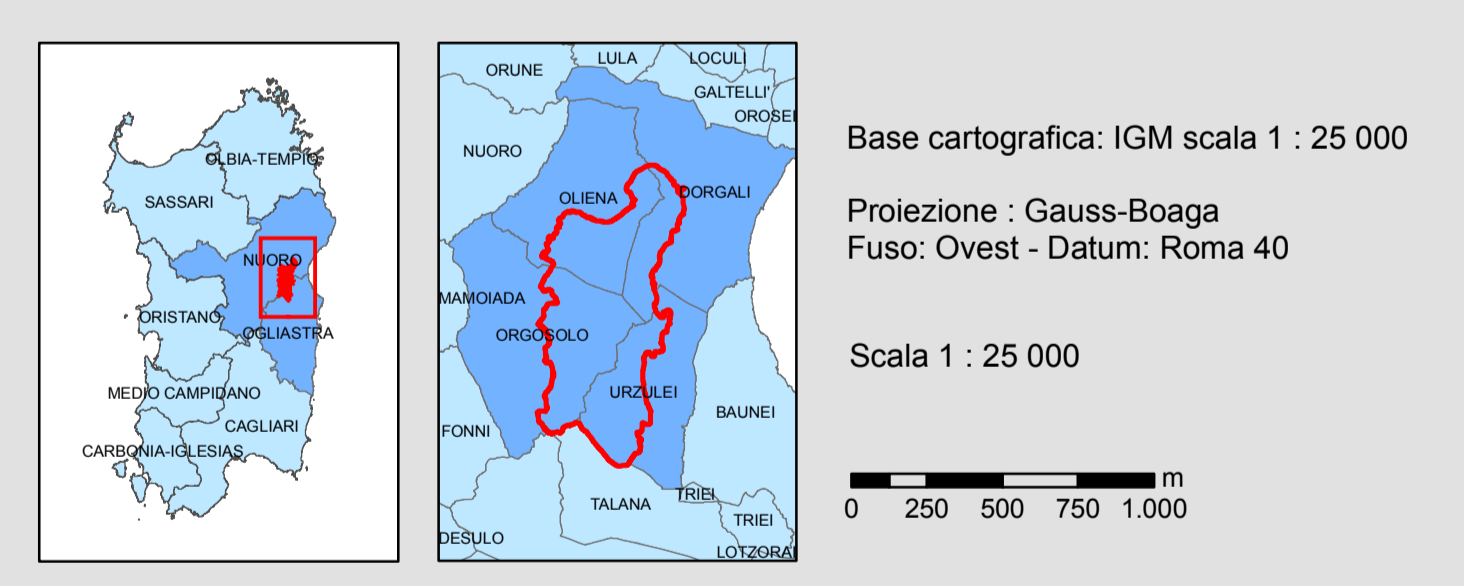 OLBIA-TEMPIO
SASSARI
NUORO
ORISTANO
OGLIASTRA
MEDIO CAMPIDANO
CAGLIARI
CARBONIA-IGLESIAS
LULA
LOCULI
ORUNE
GALTELLI'
OROSEI
NUORO
OLIENA
DORGALI
MAMOIADA
ORGOSOLO
URZULEI
BAUNEI
FONNI
TRIEI
TALANA
TRIEI
DESULO
LOTZORAI
Base cartografica: IGM scala 1 : 25 000
Proiezione : Gauss-Boaga
Fuso: Ovest - Datum: Roma 40
Scala 1 : 25 000
m
0 250 500 750 1.000